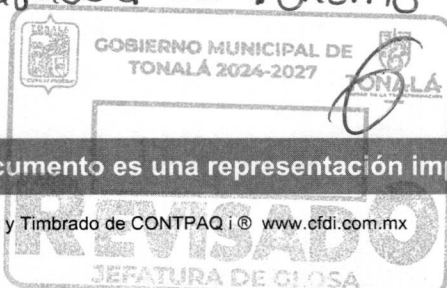 GOBIERNO MUNICIPAL DE
TONALÁ 2024-2027
TONALÁ
cumento es una representación imp
y Timbrado de CONTPAQ i ® www.cfdi.com.mx
REVISADO
JEFATURA DE GLOSA